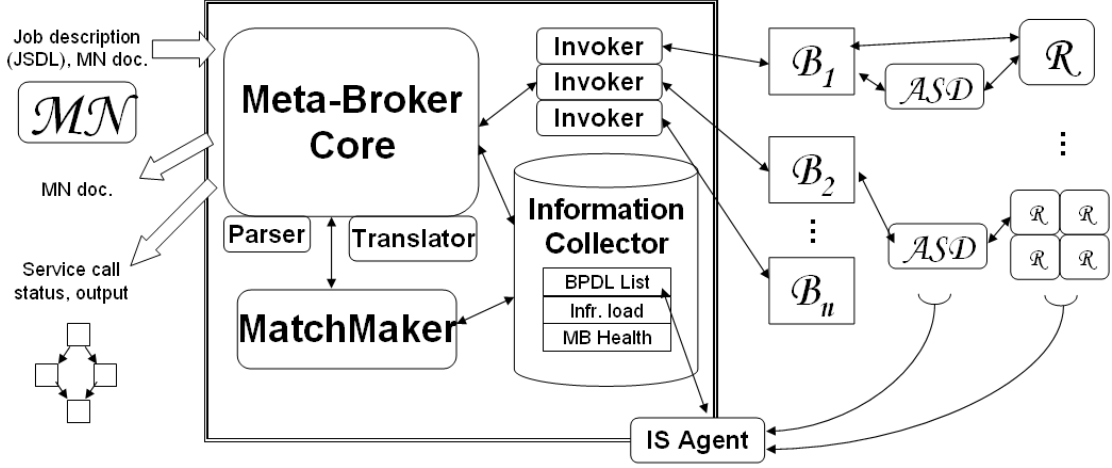 Job description
(JSDL), MN doc.
MN
MN doc.
Service call
status, output
Meta-Broker
Core
Parser
Translator
MatchMaker
Invoker
Invoker
Invoker
Information
Collector
BPDL List
Infr. load
MB Health
IS Agent
B1
B2
⋮
Bn
ASD
R
⋮
ASD
R R
R R